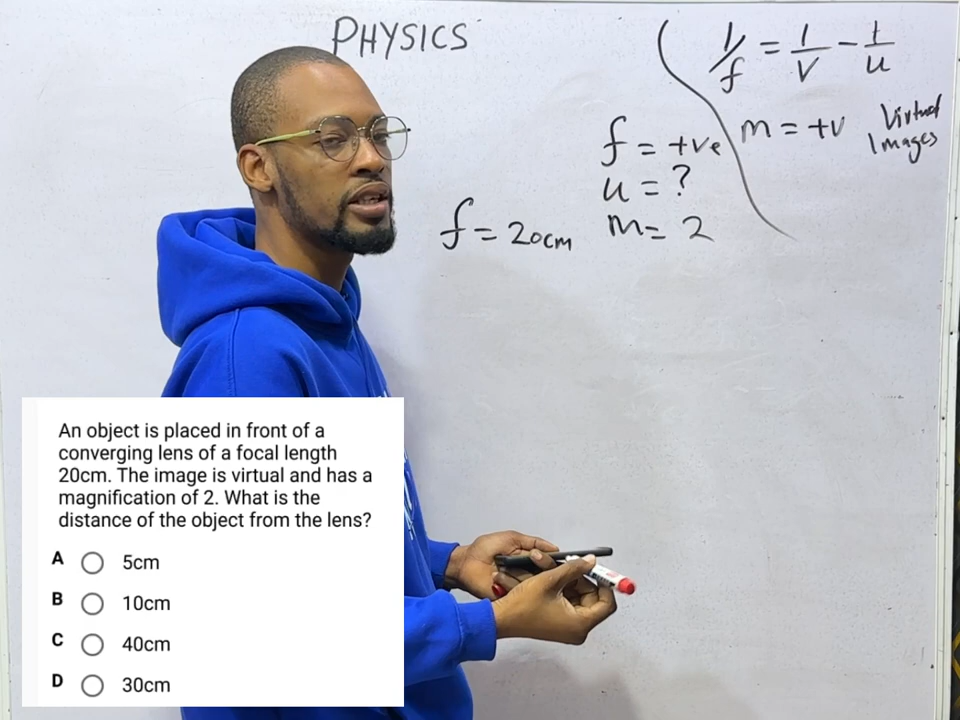 PHYSICS
1/f = 1/v - 1/u
m = +v Virtual Images
f = +ve
u = ?
f = 20cm m = 2
An object is placed in front of a
converging lens of a focal length
20cm. The image is virtual and has a
magnification of 2. What is the
distance of the object from the lens?
A 5cm
B 10cm
C 40cm
D 30cm